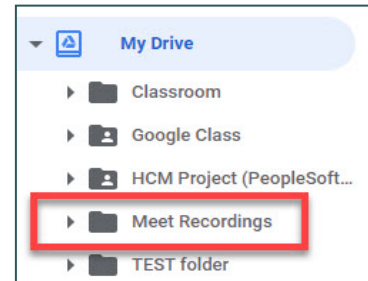 My Drive
Classroom
Google Class
HCM Project (PeopleSoft...
Meet Recordings
TEST folder